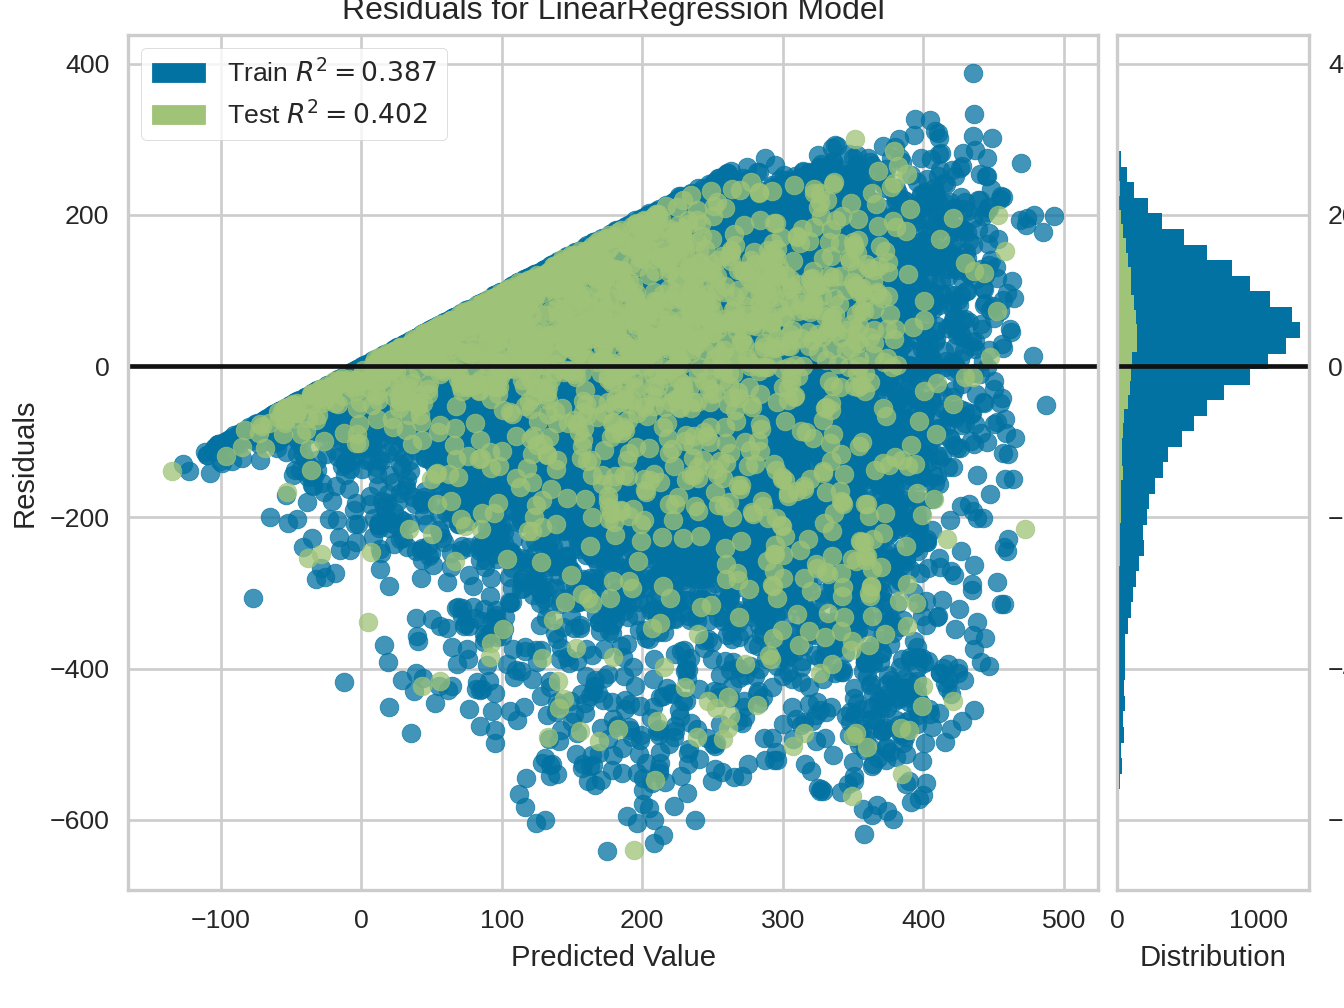 Residuals for LinearRegression Model
Train R² = 0.387
Test R² = 0.402
Residuals
400
200
0
−200
−400
−600
−100 0 100 200 300 400 500
Predicted Value
0 1000
Distribution
0